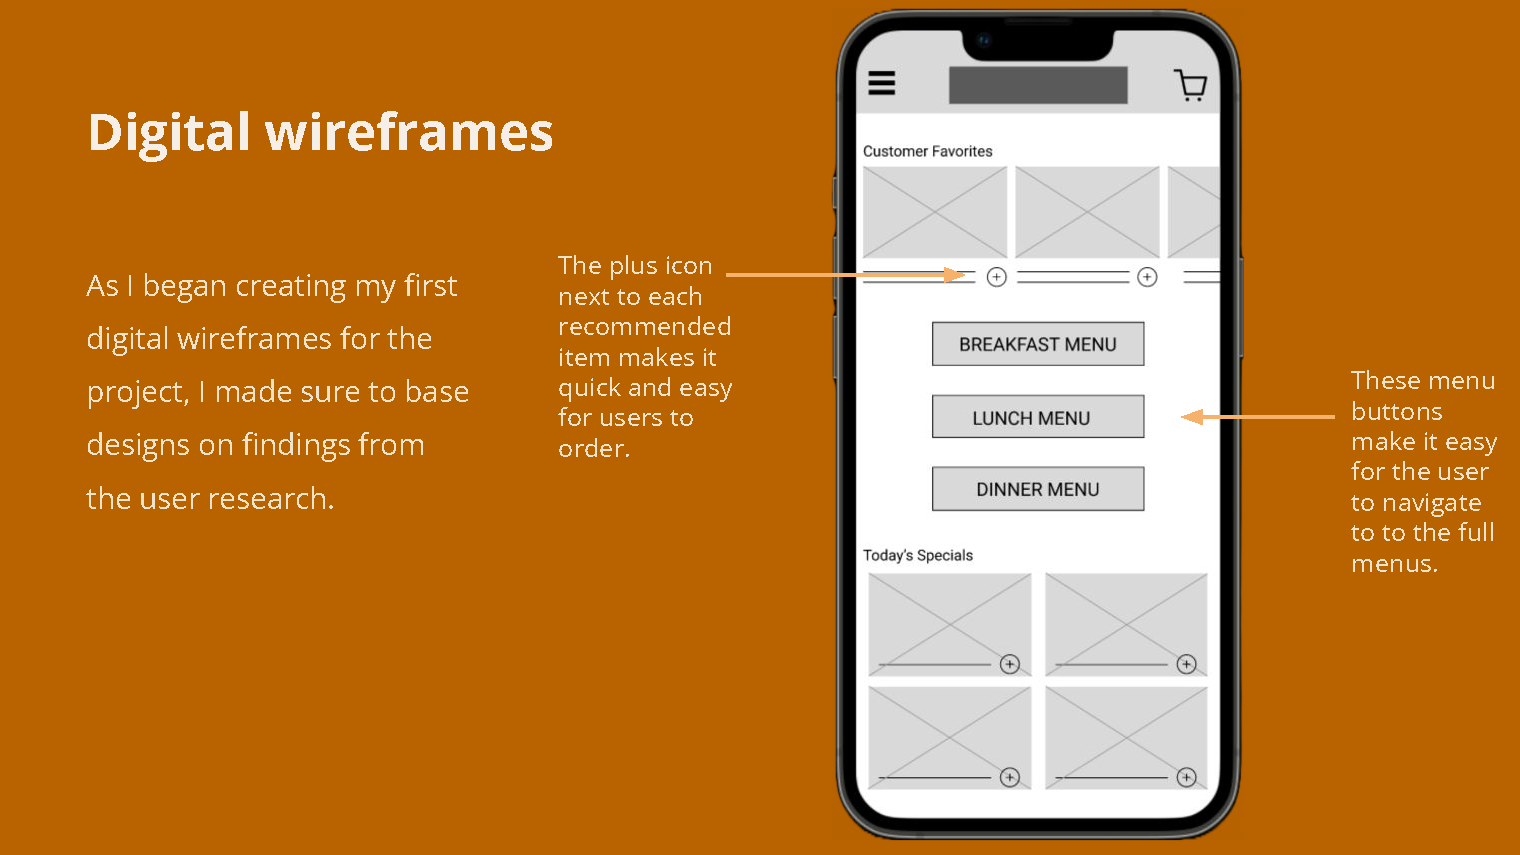 Digital wireframes
As I began creating my first
digital wireframes for the
project, I made sure to base
designs on findings from
the user research.
The plus icon
next to each
recommended
item makes it
quick and easy
for users to
order.
Customer Favorites
BREAKFAST MENU
LUNCH MENU
DINNER MENU
Today's Specials
These menu
buttons
make it easy
for the user
to navigate
to to the full
menus.